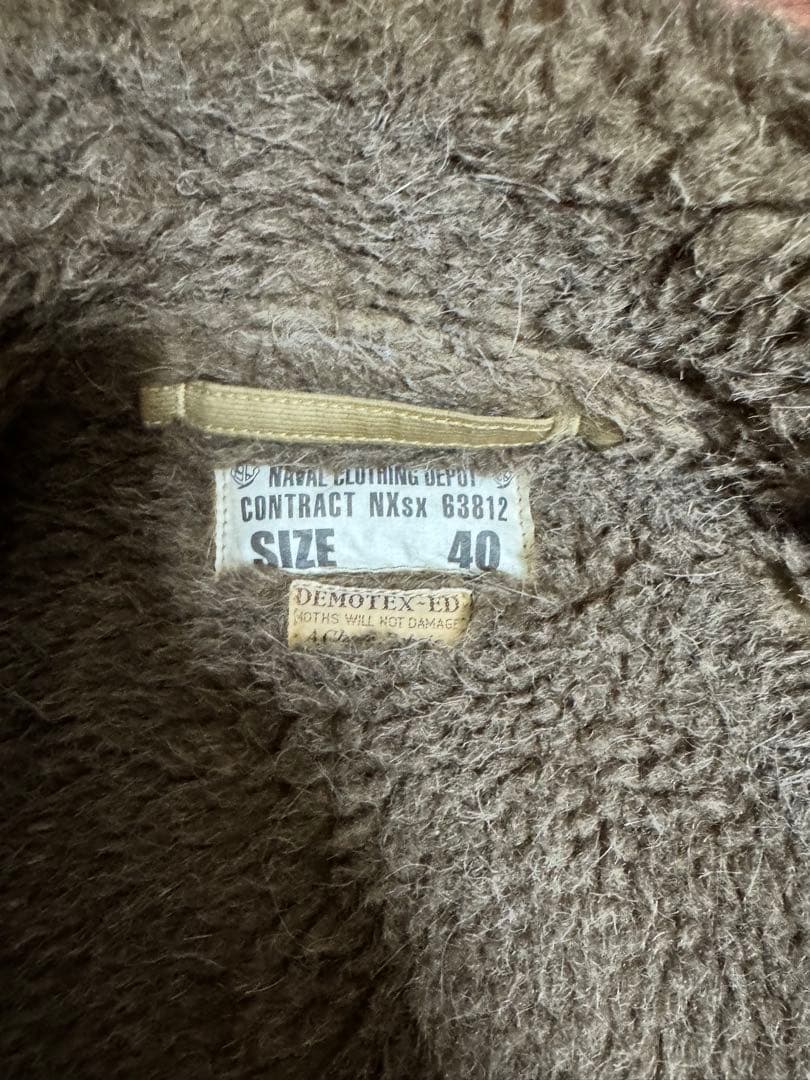 NAVAL CLOTHING DEPOT
CONTRACT NXsx 63812
SIZE 40
DEMOTEX-ED
MOTHS WILL NOT DAMAGE
A